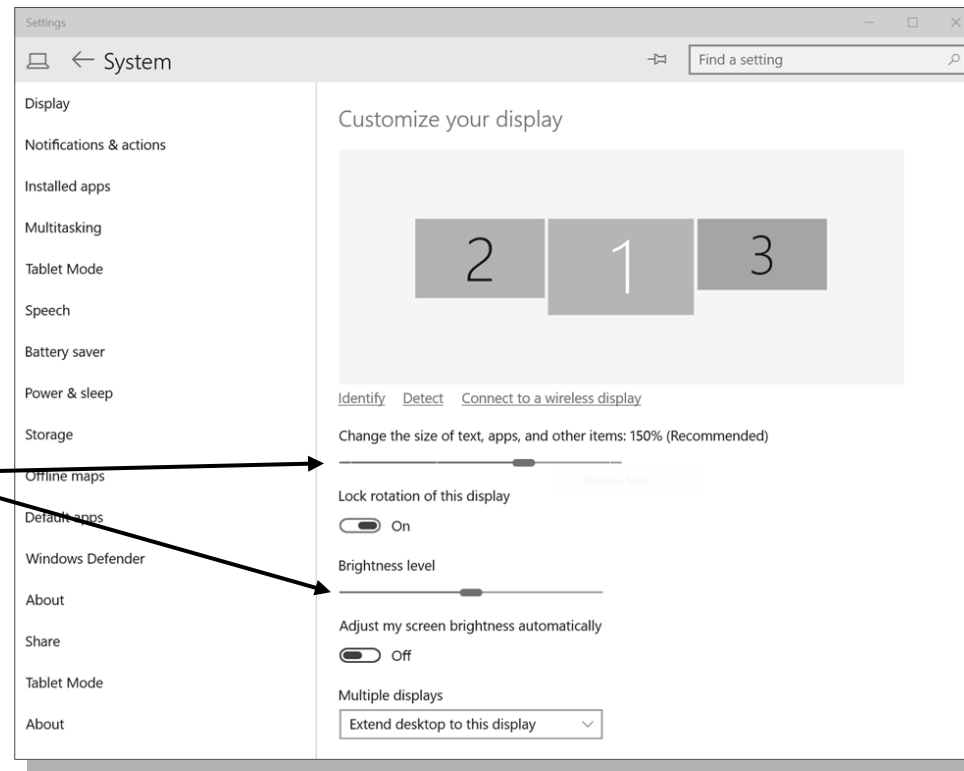 Settings
System
Find a setting
Display
Notifications & actions
Installed apps
Multitasking
Tablet Mode
Speech
Battery saver
Power & sleep
Storage
Offline maps
Default apps
Windows Defender
About
Share
Tablet Mode
About
Customize your display
2 1 3
Identify Detect Connect to a wireless display
Change the size of text, apps, and other items: 150% (Recommended)
Lock rotation of this display
On
Brightness level
Adjust my screen brightness automatically
Off
Multiple displays
Extend desktop to this display